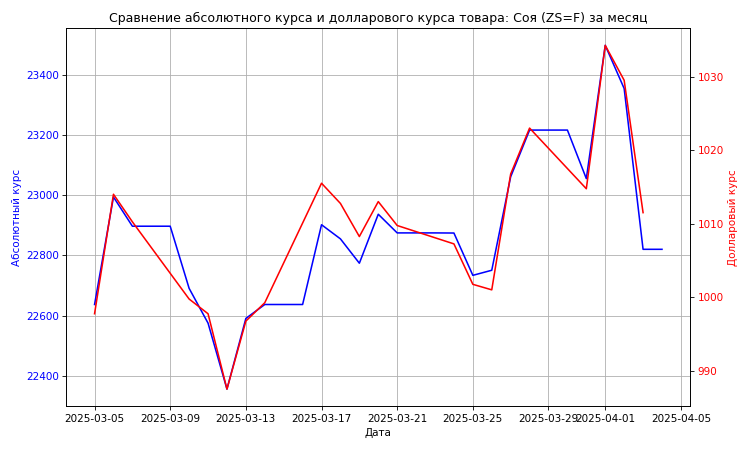 Сравнение абсолютного курса и долларового курса товара: Соя (ZS=F) за месяц
Абсолютный курс
23400
23200
23000
22800
22600
22400
1030
1020
1010
1000
990
Долларовый курс
2025-03-05 2025-03-09 2025-03-13 2025-03-17 2025-03-21 2025-03-25 2025-03-29 2025-04-01 2025-04-05
Дата